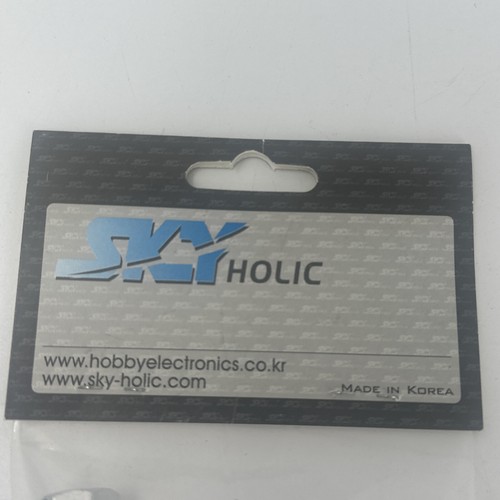 SKY HOLIC
www.hobbyelectronics.co.kr
www.sky-holic.com
MADE IN KOREA